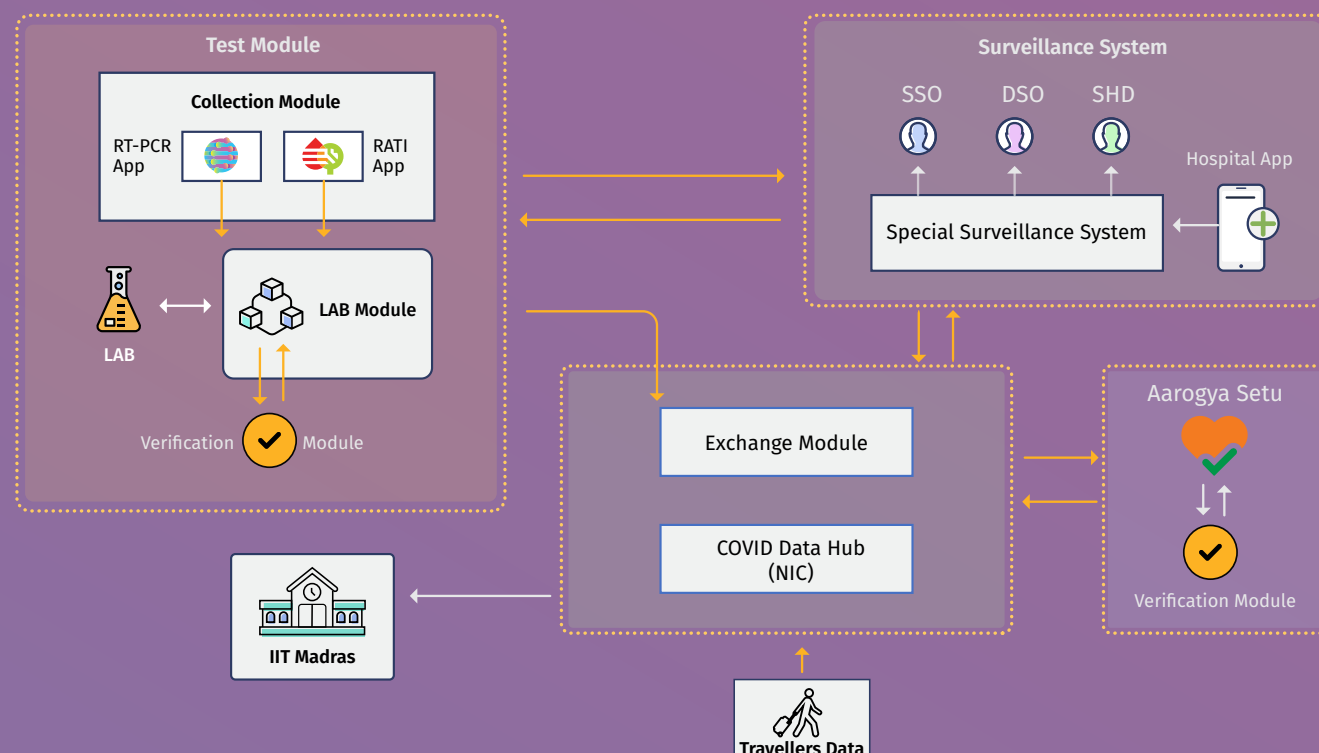 Test Module
Collection Module
RT-PCR
App
RATI
App
LAB Module
LAB
Verification
Module
Surveillance System
SSO
DSO
SHD
Hospital App
Special Surveillance System
Exchange Module
COVID Data Hub
(NIC)
Aarogya Setu
Verification Module
IIT Madras
Travellers Data